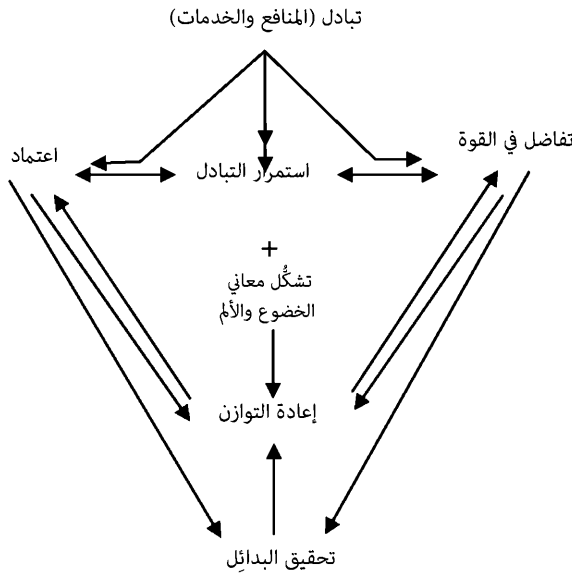 تبادل (المنافع والخدمات)
تفاضل في القوة
اعتماد
استمرار التبادل
+
تشكُّل معاني
الخضوع والألم
إعادة التوازن
تحقيق البدائِل